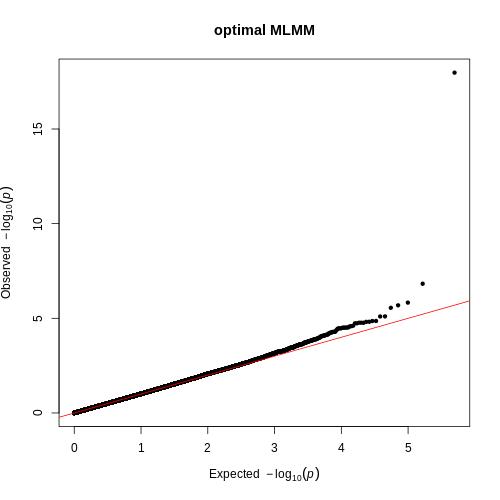 optimal MLMM
Observed −log₁₀(p)
15
10
5
0
0 1 2 3 4 5
Expected −log₁₀(p)